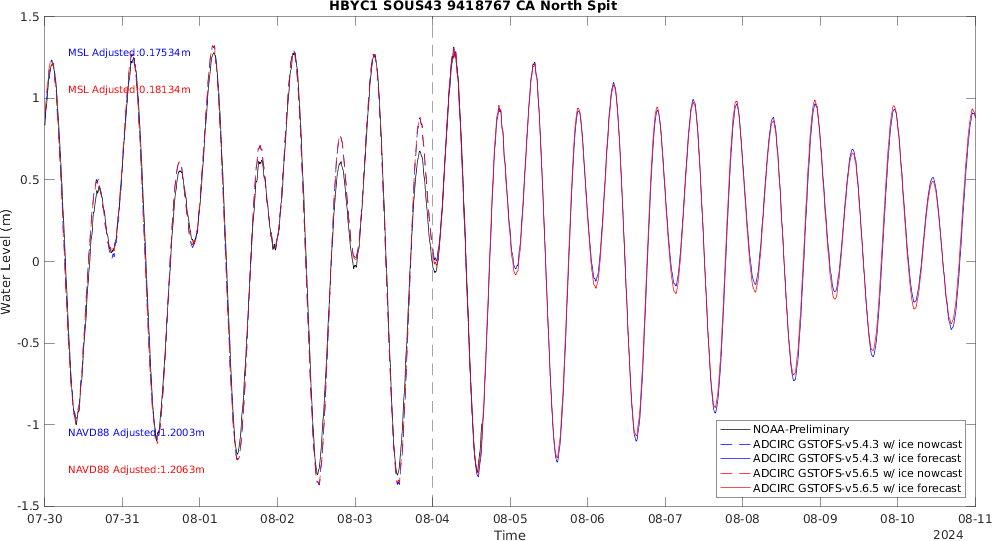 HBYC1 SOUS43 9418767 CA North Spit
1.5
MSL Adjusted:0.17534m
MSL Adjusted:0.18134m
1
0.5
0
-0.5
-1
-1.5
Water Level (m)
NAVD88 Adjusted:1.2003m
NAVD88 Adjusted:1.2063m
NOAA-Preliminary
ADCIRC GSTOFS-v5.4.3 w/ ice nowcast
ADCIRC GSTOFS-v5.4.3 w/ ice forecast
ADCIRC GSTOFS-v5.6.5 w/ ice nowcast
ADCIRC GSTOFS-v5.6.5 w/ ice forecast
07-30 07-31 08-01 08-02 08-03 08-04 08-05 08-06 08-07 08-08 08-09 08-10 08-11
Time
2024